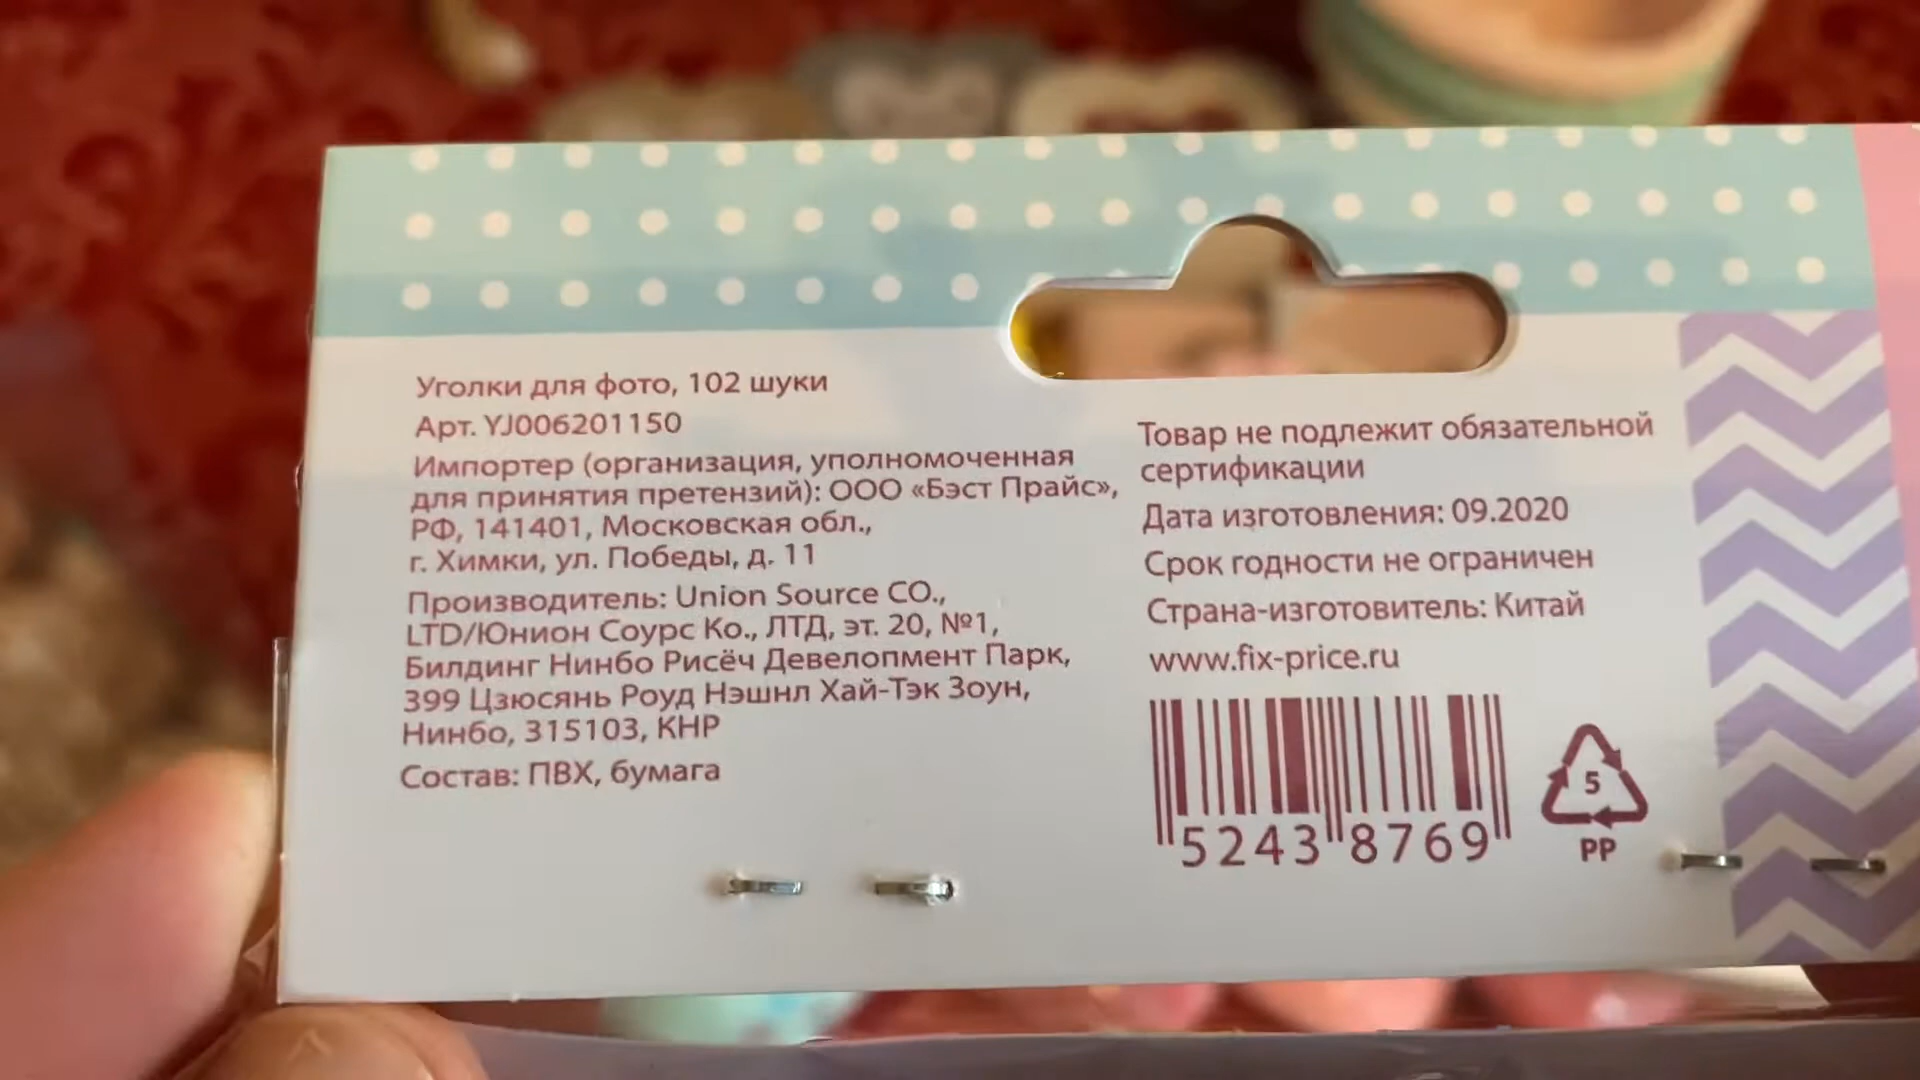 Уголки для фото, 102 шуки
Арт. YJ006201150
Импортер (организация, уполномоченная
для принятия претензий): ООО «Бэст Прайс»,
РФ, 141401, Московская обл.,
г. Химки, ул. Победы, д. 11
Производитель: Union Source CO.,
LTD/Юнион Соурс Ко., ЛТД, эт. 20, №1,
Билдинг Нинбо Рисёч Девелопмент Парк,
399 Цзюсянь Роуд Нэшнл Хай-Тэк Зоун,
Нинбо, 315103, КНР
Состав: ПВХ, бумага
Товар не подлежит обязательной
сертификации
Дата изготовления: 09.2020
Срок годности не ограничен
Страна-изготовитель: Китай
www.fix-price.ru
5243 8769
5
PP